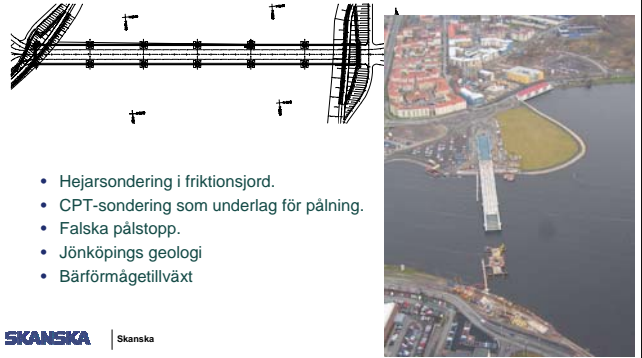 Hejarsondering i friktionsjord.
CPT-sondering som underlag för pålning.
Falska pålstopp.
Jönköpings geologi
Bärförmågetillväxt
SKANSKA
Skanska